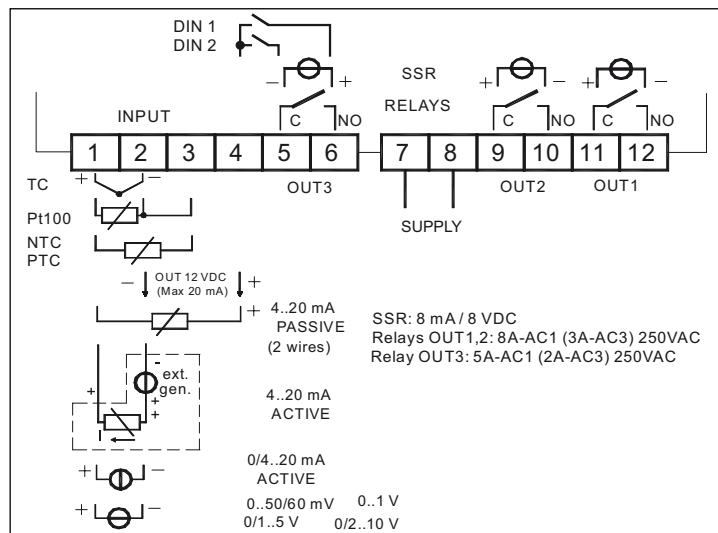 DIN 1
DIN 2
− + SSR + − + −
INPUT RELAYS
C NO C NO C NO
1 2 3 4 5 6 7 8 9 10 11 12
TC + − OUT3 OUT2 OUT1
Pt100 SUPPLY
NTC
PTC
− OUT 12 VDC +
(Max 20 mA)
+ 4..20 mA
PASSIVE
(2 wires)
SSR: 8 mA / 8 VDC
Relays OUT1,2: 8A-AC1 (3A-AC3) 250VAC
Relay OUT3: 5A-AC1 (2A-AC3) 250VAC
-
ext.
gen.
+ +
+
I
4..20 mA
ACTIVE
+ − 0/4..20 mA
ACTIVE
+ − 0..50/60 mV 0..1 V
0/1..5 V 0/2..10 V